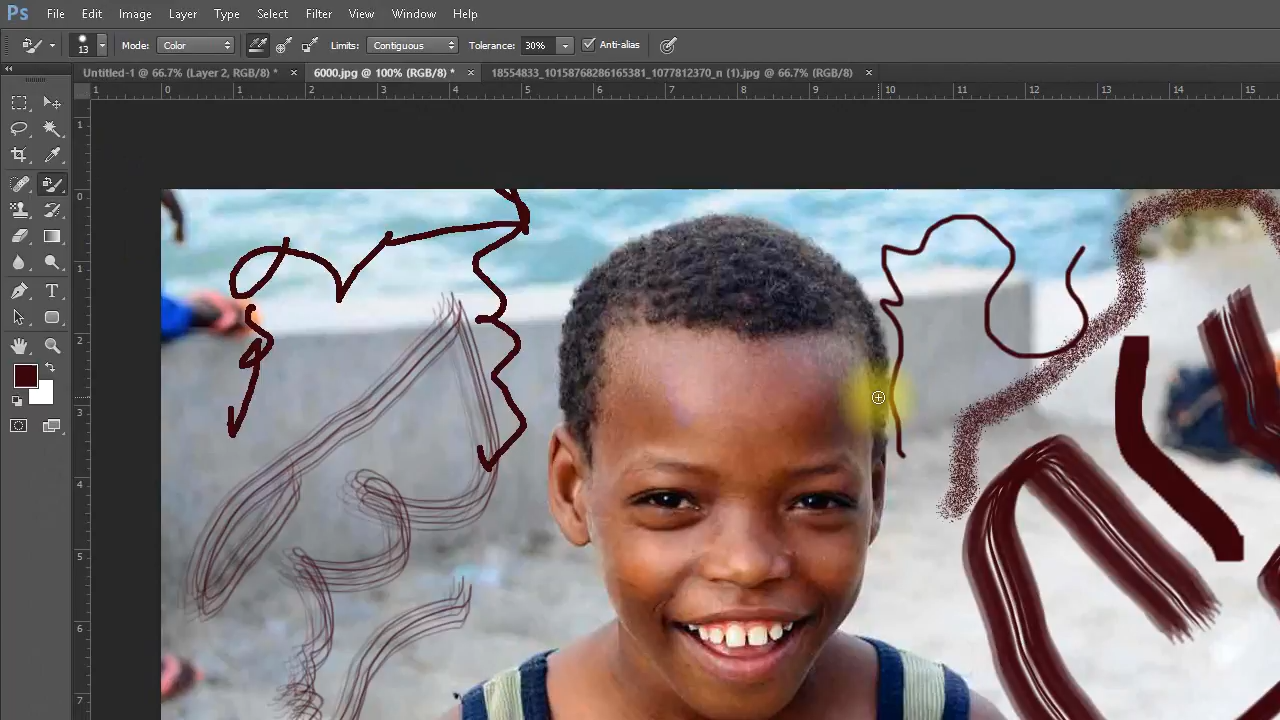 Ps File Edit Image Layer Type Select Filter View Window Help
13 Mode: Color Limits: Contiguous Tolerance: 30% Anti-alias
Untitled-1 @ 66.7% (Layer 2, RGB/8) * × 6000.jpg @ 100% (RGB/8) * × 18554833_10158768286165381_1077812370_n (1).jpg @ 66.7% (RGB/8) ×
1 0 1 2 3 4 5 6 7 8 9 10 11 12 13 14 15
1
0
1
2
3
4
5
6
7